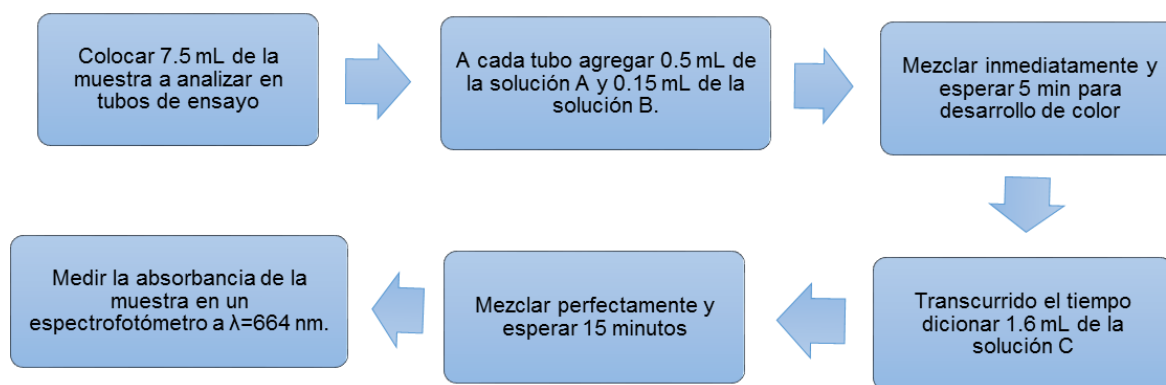 Colocar 7.5 mL de la
muestra a analizar en
tubos de ensayo
A cada tubo agregar 0.5 mL de
la solución A y 0.15 mL de la
solución B.
Mezclar inmediatamente y
esperar 5 min para
desarrollo de color
Transcurrido el tiempo
dicionar 1.6 mL de la
solución C
Mezclar perfectamente y
esperar 15 minutos
Medir la absorbancia de la
muestra en un
espectrofotómetro a λ=664 nm.